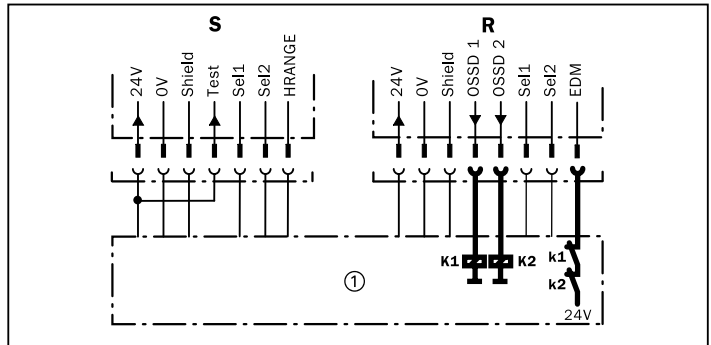 S
R
24V
0V
Shield
Test
Sel1
Sel2
HRANGE
24V
0V
Shield
OSSD 1
OSSD 2
Sel1
Sel2
EDM
K1
K2
k1
k2
①
24V